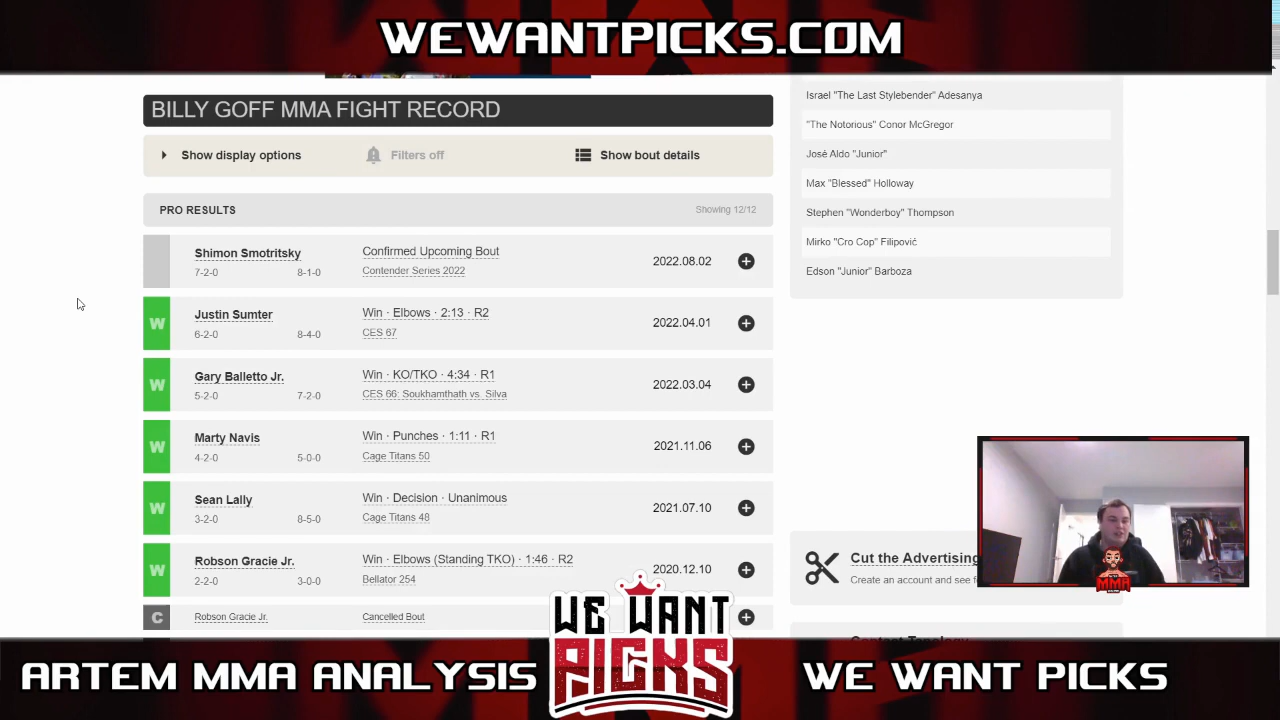 WEWANTPICKS.COM
BILLY GOFF MMA FIGHT RECORD
Show display options
Filters off
Show bout details
PRO RESULTS
Showing 12/12
Shimon Smotritsky
Confirmed Upcoming Bout
7-2-0
8-1-0
Contender Series 2022
2022.08.02
W
Justin Sumter
Win · Elbows · 2:13 · R2
6-2-0
8-4-0
CES 67
2022.04.01
W
Gary Balletto Jr.
Win · KO/TKO · 4:34 · R1
5-2-0
7-2-0
CES 66: Soukhamthath vs. Silva
2022.03.04
W
Marty Navis
Win · Punches · 1:11 · R1
4-2-0
5-0-0
Cage Titans 50
2021.11.06
W
Sean Lally
Win · Decision · Unanimous
3-2-0
8-5-0
Cage Titans 48
2021.07.10
W
Robson Gracie Jr.
Win · Elbows (Standing TKO) · 1:46 · R2
2-2-0
3-0-0
Bellator 254
2020.12.10
C
Robson Gracie Jr.
Cancelled Bout
Israel "The Last Stylebender" Adesanya
"The Notorious" Conor McGregor
José Aldo "Junior"
Max "Blessed" Holloway
Stephen "Wonderboy" Thompson
Mirko "Cro Cop" Filipović
Edson "Junior" Barboza
Cut the Advertising
Create an account and see
MMA
ARTEM MMA ANALYSIS
WE WANT
PICKS
WE WANT PICKS